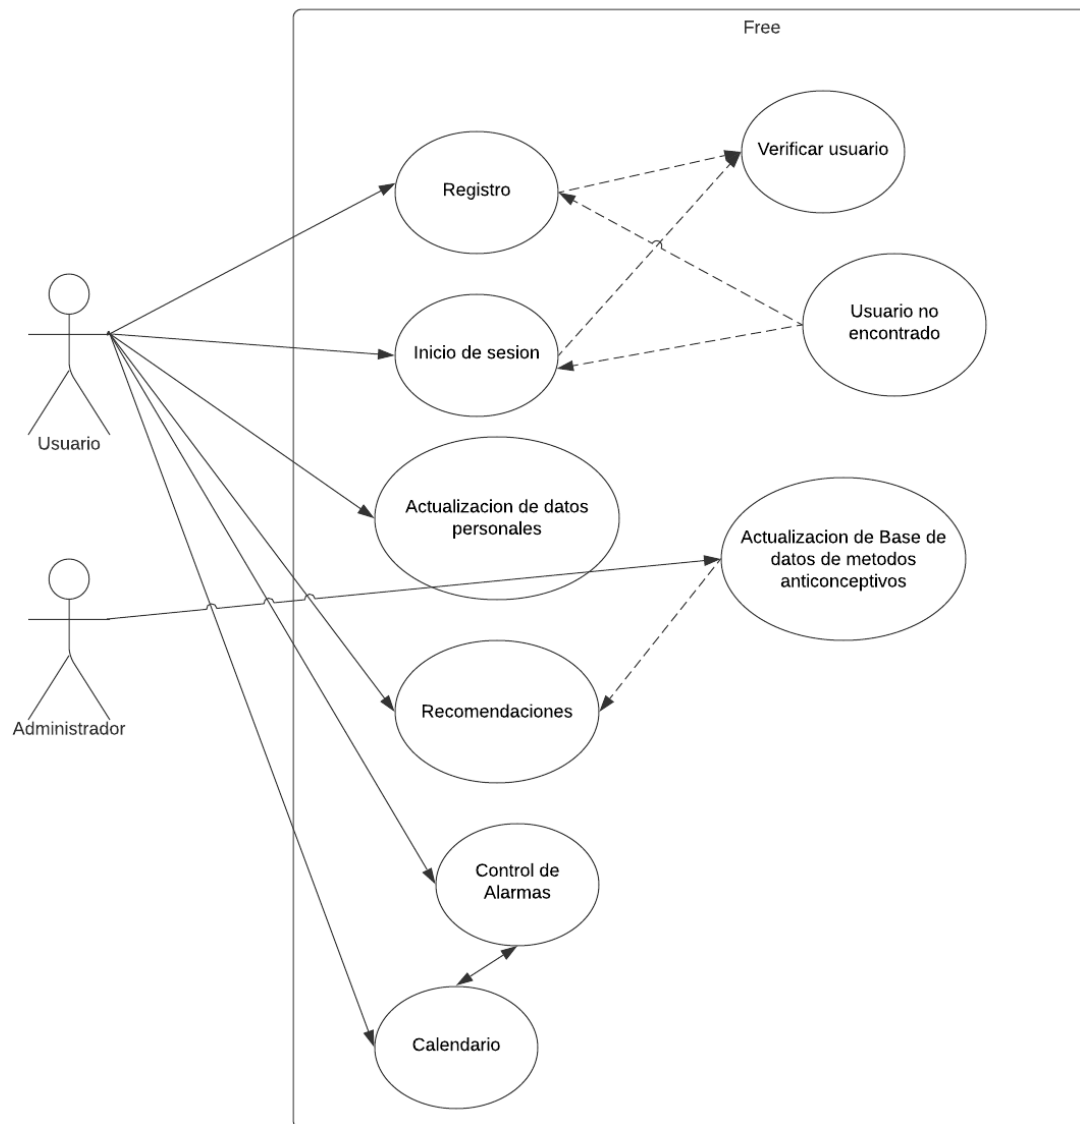 Free
Verificar usuario
Registro
Usuario no
encontrado
Inicio de sesion
Usuario
Actualizacion de datos
personales
Actualizacion de Base de
datos de metodos
anticonceptivos
Recomendaciones
Administrador
Control de
Alarmas
Calendario